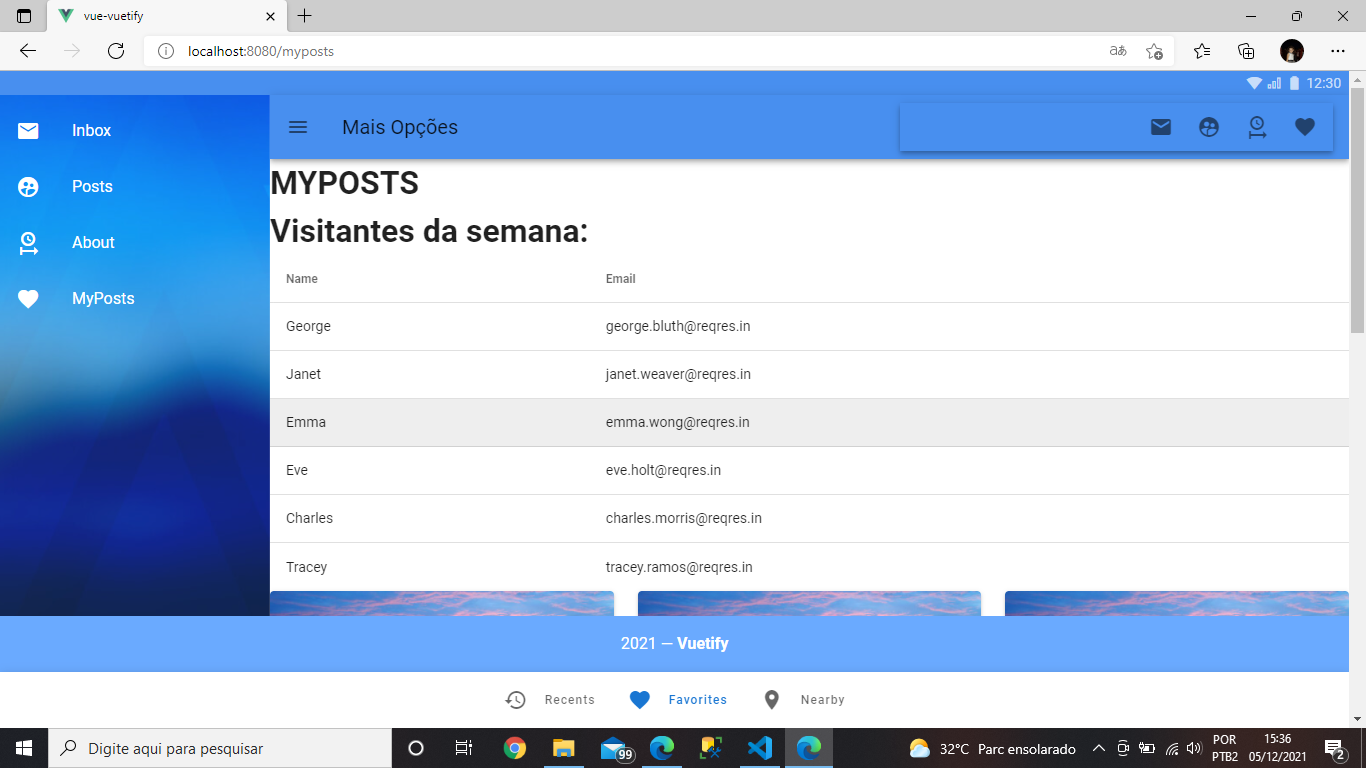 vue-vuetify
localhost:8080/myposts
aあ
12:30
Inbox
Posts
About
MyPosts
Mais Opções
MYPOSTS
Visitantes da semana:
Name Email
George george.bluth@reqres.in
Janet janet.weaver@reqres.in
Emma emma.wong@reqres.in
Eve eve.holt@reqres.in
Charles charles.morris@reqres.in
Tracey tracey.ramos@reqres.in
2021 — Vuetify
Recents Favorites Nearby
Digite aqui para pesquisar
99
32°C Parc ensolarado
POR
PTB2
15:36
05/12/2021
2